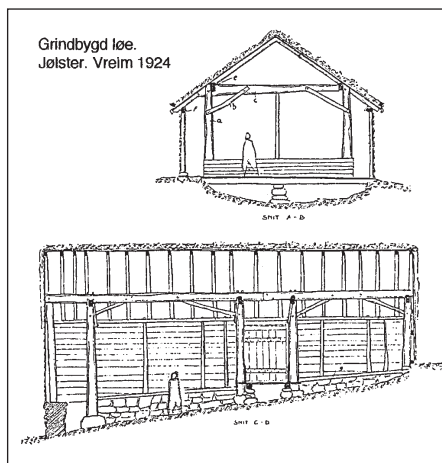 Grindbygd løe.
Jølster. Vreim 1924
e
f
b
c
a
SNIT A-B
g
SNIT C-D